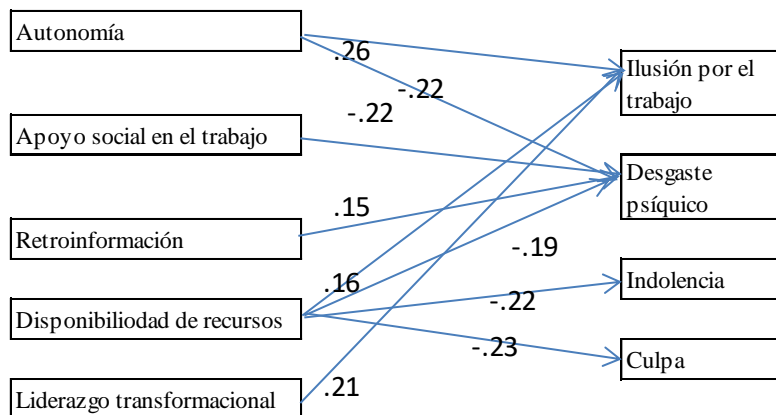 Autonomía
Apoyo social en el trabajo
Retroinformación
Disponibiliodad de recursos
Liderazgo transformacional
.26
-.22
-.22
.15
-.19
.16
-.22
-.23
.21
Ilusión por el
trabajo
Desgaste
psíquico
Indolencia
Culpa